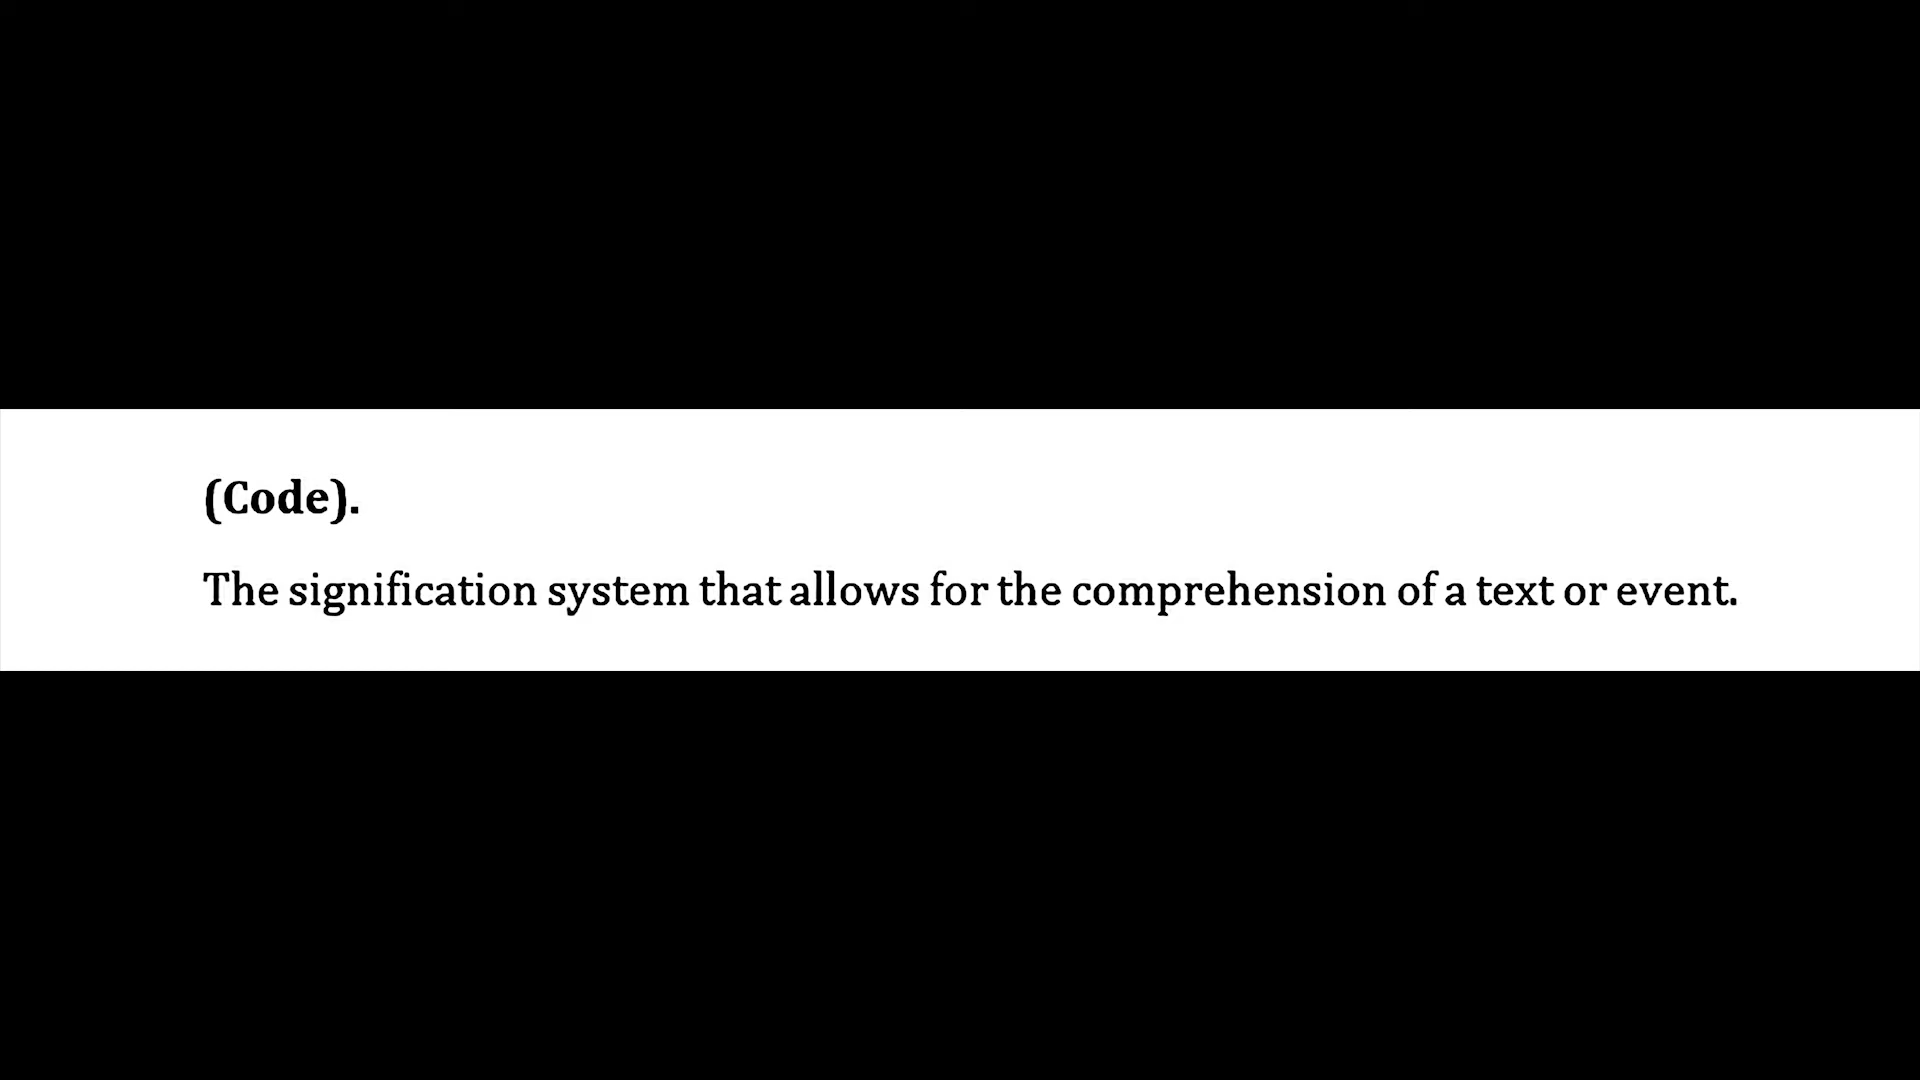 (Code).
The signification system that allows for the comprehension of a text or event.